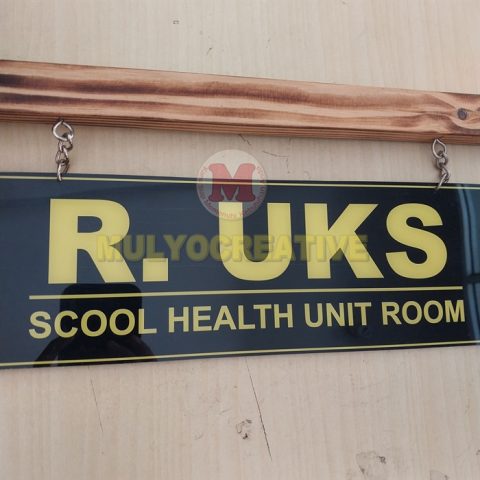 R. UKS
MULYOCREATIVE
SCOOL HEALTH UNIT ROOM